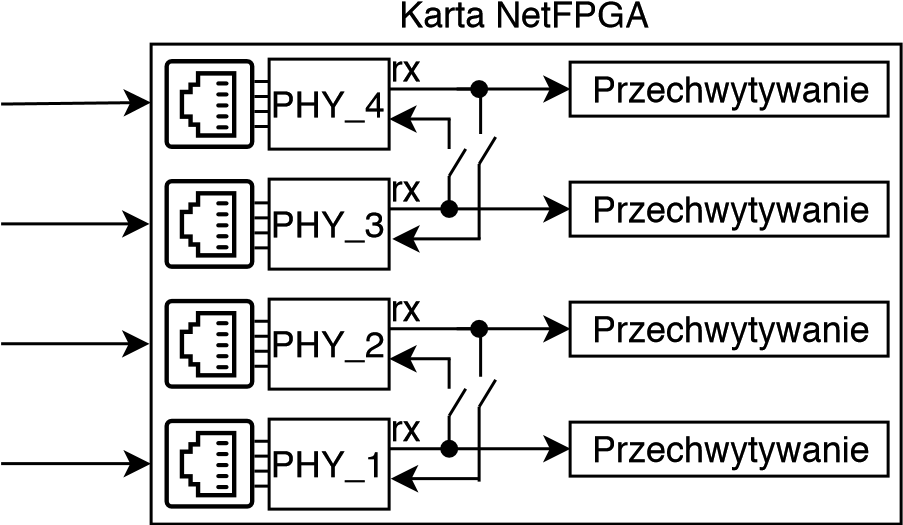 Karta NetFPGA
PHY_4
rx
Przechwytywanie
PHY_3
rx
Przechwytywanie
PHY_2
rx
Przechwytywanie
PHY_1
rx
Przechwytywanie